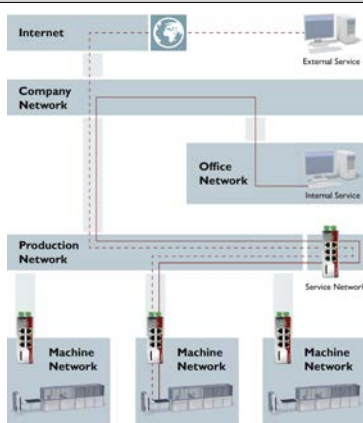 Internet
External Service
Company
Network
Office
Network
Internal Service
Production
Network
Service Network
Machine
Network
Machine
Network
Machine
Network